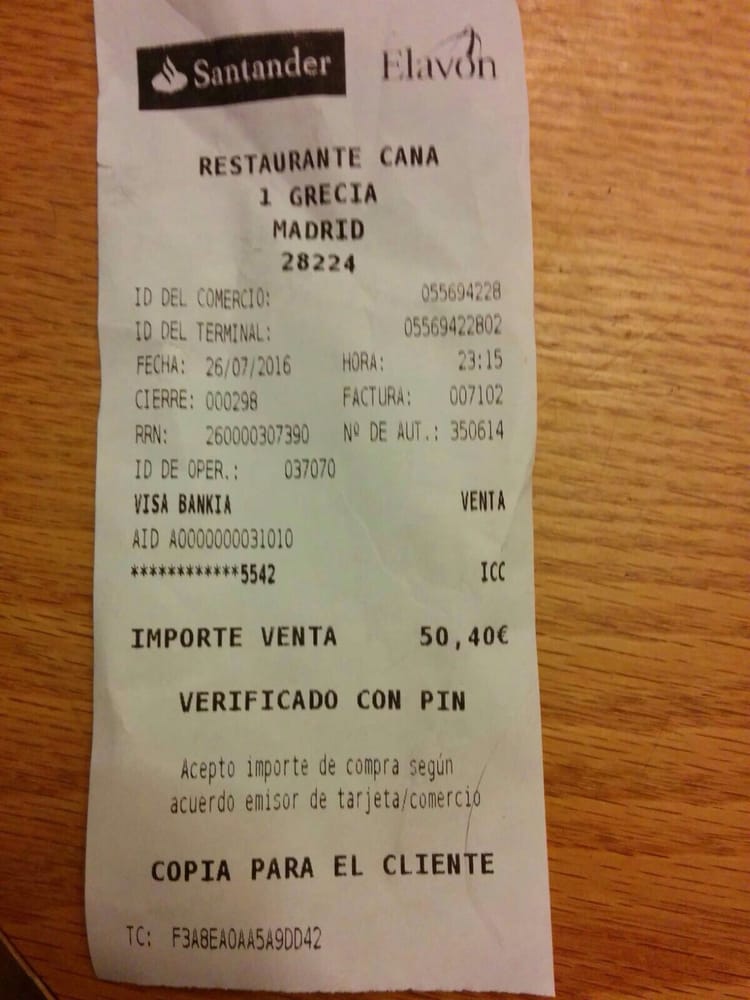 Santander Elavon
RESTAURANTE CANA
1 GRECIA
MADRID
28224
ID DEL COMERCIO: 055694228
ID DEL TERMINAL: 05569422802
FECHA: 26/07/2016 HORA: 23:15
CIERRE: 000298 FACTURA: 007102
RRN: 260000307390 Nº DE AUT.: 350614
ID DE OPER.: 037070
VISA BANKIA VENTA
AID A0000000031010
************5542 ICC
IMPORTE VENTA 50,40€
VERIFICADO CON PIN
Acepto importe de compra según
acuerdo emisor de tarjeta/comercio
COPIA PARA EL CLIENTE
TC: F3A8EA0AA5A9DD42